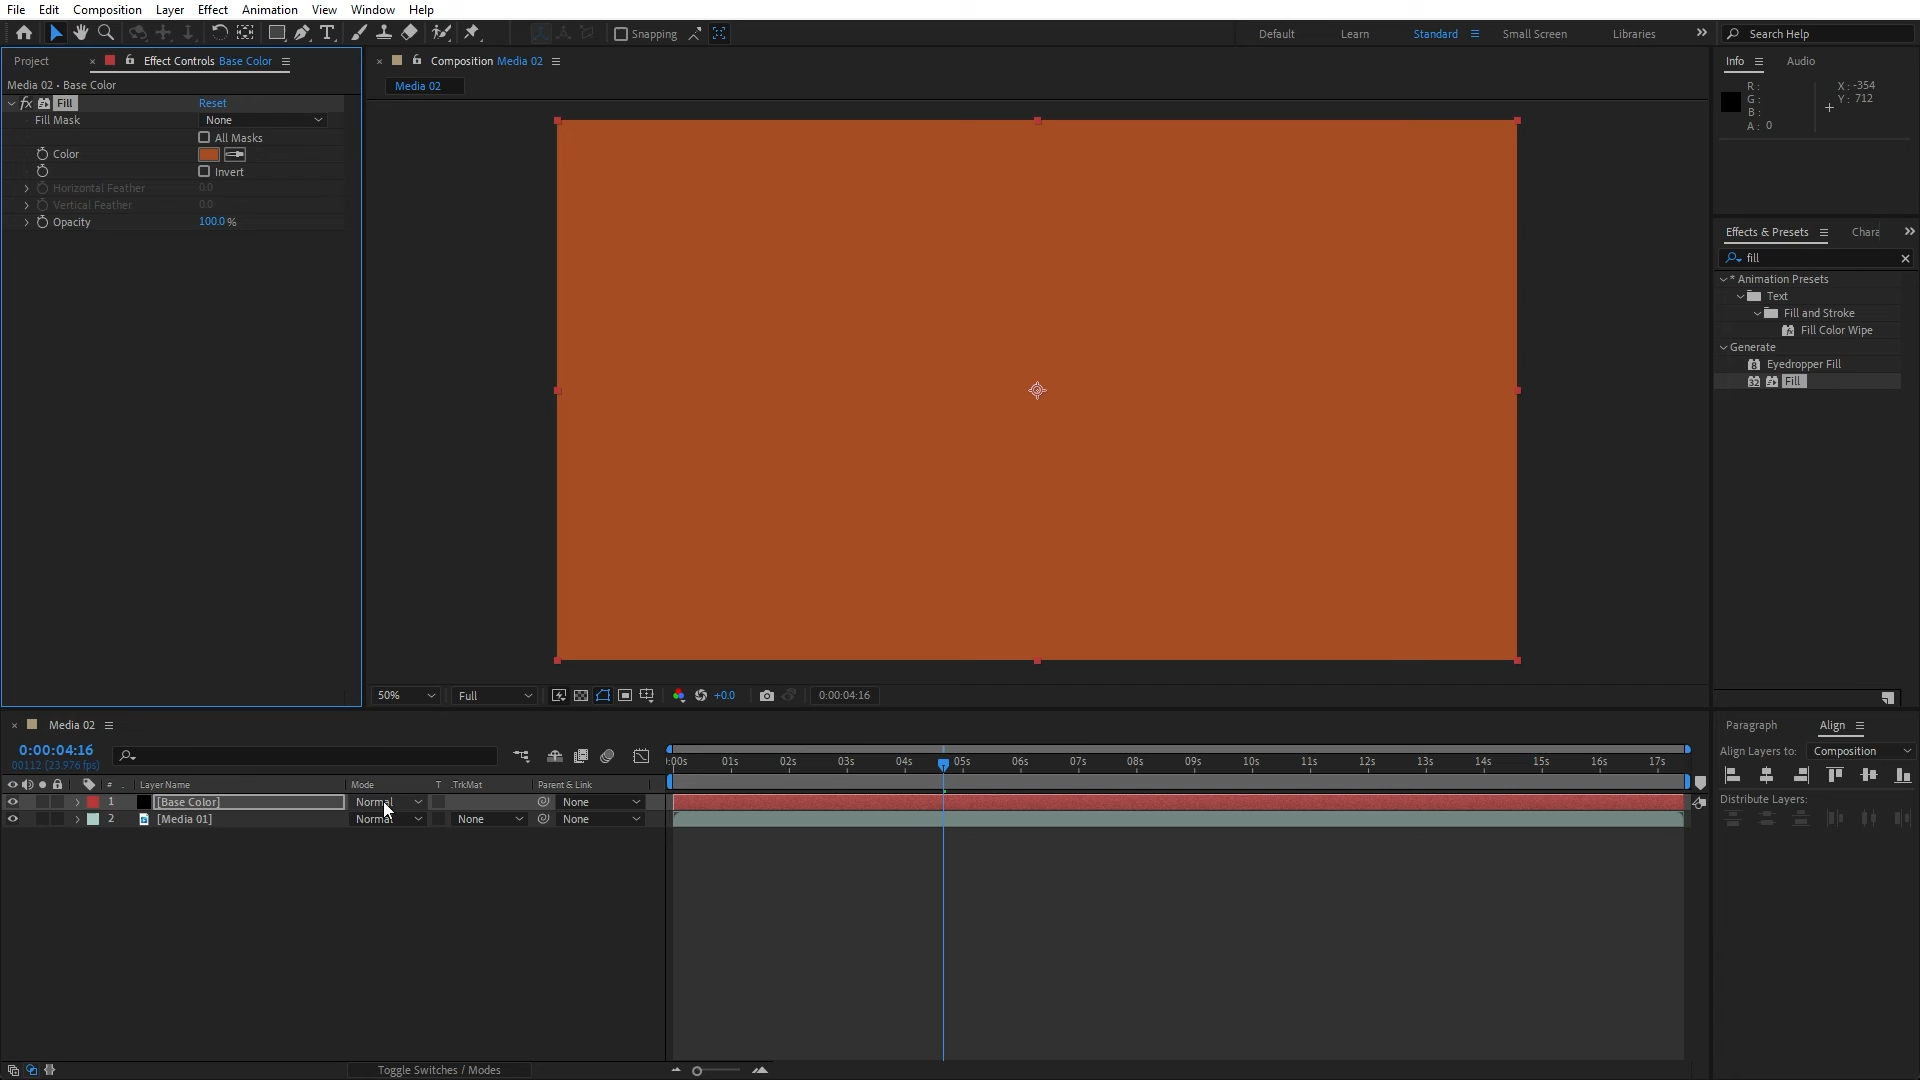 File Edit Composition Layer Effect Animation View Window Help
Snapping Default Learn Standard Small Screen Libraries Search Help
Project Effect Controls Base Color
Composition Media 02
Info Audio
Media 02 • Base Color
Media 02
fx Fill Reset
Fill Mask None
All Masks
Color
Invert
Horizontal Feather 0.0
Vertical Feather 0.0
Opacity 100.0 %
R :
G :
B :
A : 0
X : -354
Y : 712
Effects & Presets
fill
* Animation Presets
Text
Fill and Stroke
Fill Color Wipe
Generate
Eyedropper Fill
Fill
50% Full +0.0 0:00:04:16
Media 02
0:00:04:16
00112 (23.976 fps)
01s 02s 03s 04s 05s 06s 07s 08s 09s 10s 11s 12s 13s 14s 15s 16s 17s
# Layer Name Mode T .TrkMat Parent & Link
1 [Base Color] Normal None
2 [Media 01] Normal None None
Toggle Switches / Modes
Paragraph Align
Align Layers to: Composition
Distribute Layers: